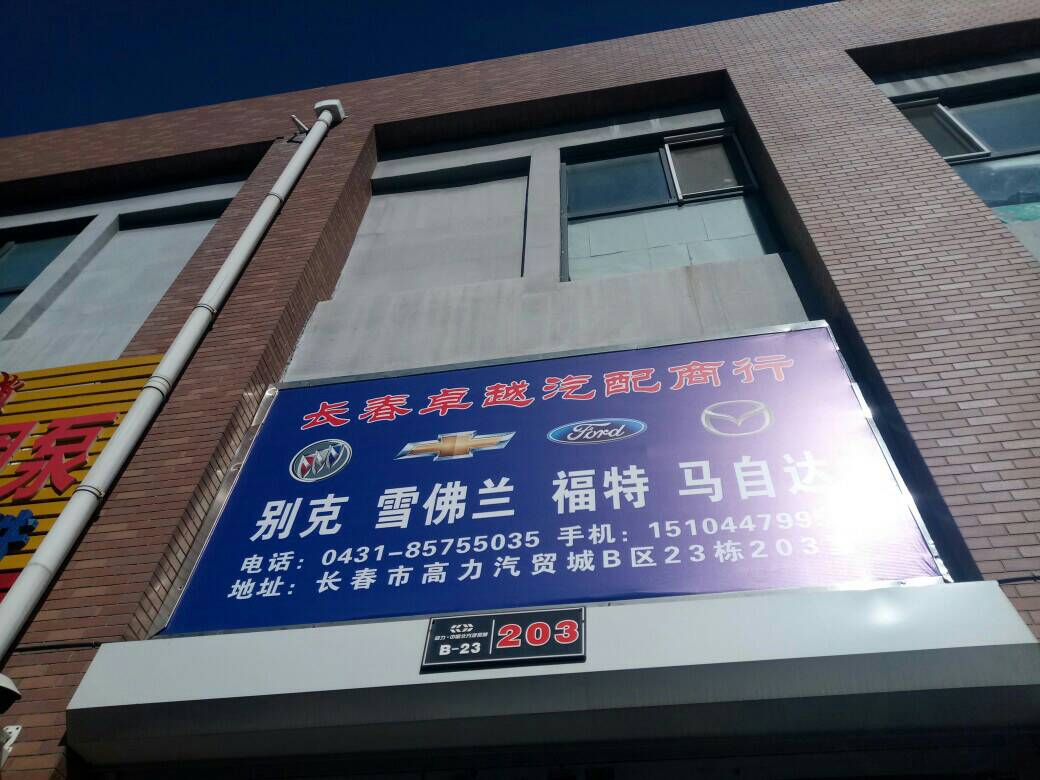 长春卓越汽配商行
Ford
别克 雪佛兰 福特 马自达
电话：0431-85755035 手机：151044799
地址：长春市高力汽贸城B区23栋203
B-23 203
泵